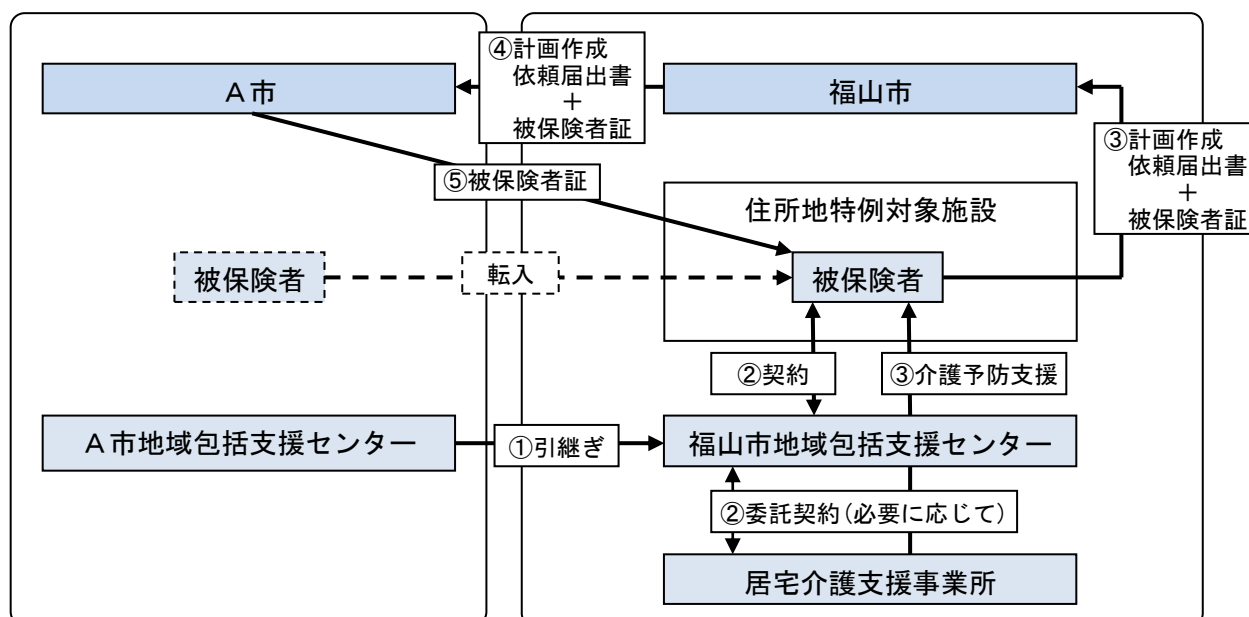 A市
④計画作成
依頼届出書
＋
被保険者証
福山市
③計画作成
依頼届出書
＋
被保険者証
⑤被保険者証
住所地特例対象施設
被保険者
転入
被保険者
②契約
③介護予防支援
A市地域包括支援センター
①引継ぎ
福山市地域包括支援センター
②委託契約(必要に応じて)
居宅介護支援事業所